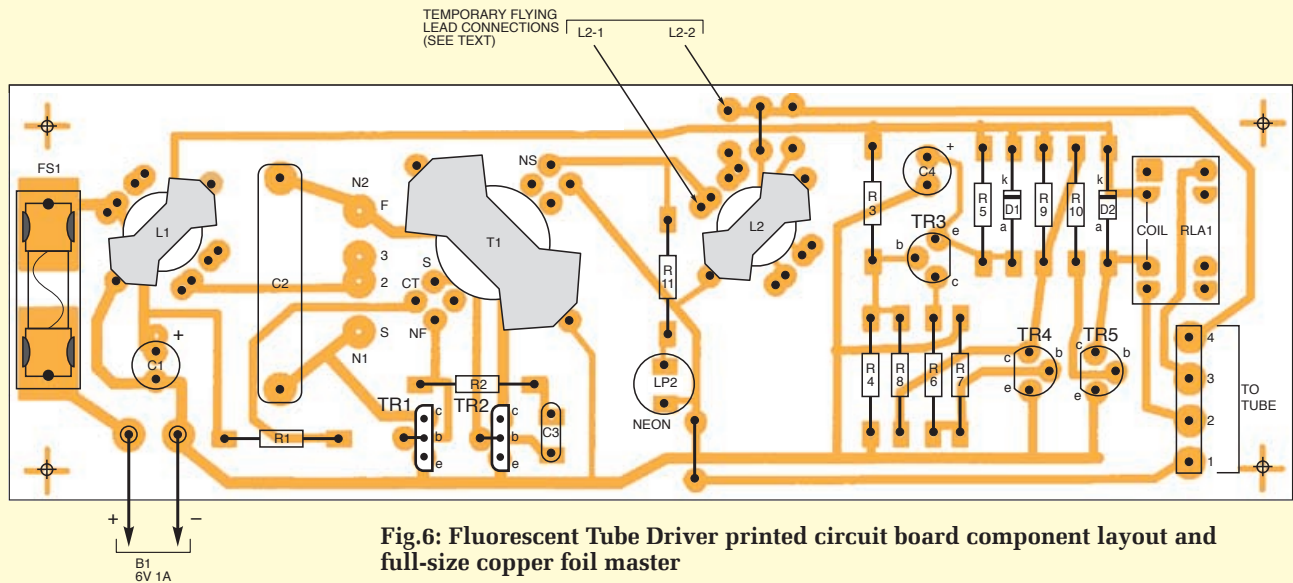 TEMPORARY FLYING
LEAD CONNECTIONS
(SEE TEXT)
L2-1
L2-2
FS1
L1
C1
+
C2
N2
F
3
2
S
N1
S
CT
NF
NS
T1
R1
R2
TR1
c
b
e
TR2
c
b
e
C3
R
11
LP2
NEON
L2
R
3
+
C4
TR3
b
e
c
R
5
k
D1
a
R
9
R
10
k
D2
a
COIL
RLA1
R
4
R
8
R
6
R
7
TR4
c
b
e
TR5
c
b
e
4
3
2
1
TO
TUBE
+
−
B1
6V 1A
Fig.6: Fluorescent Tube Driver printed circuit board component layout and
full-size copper foil master